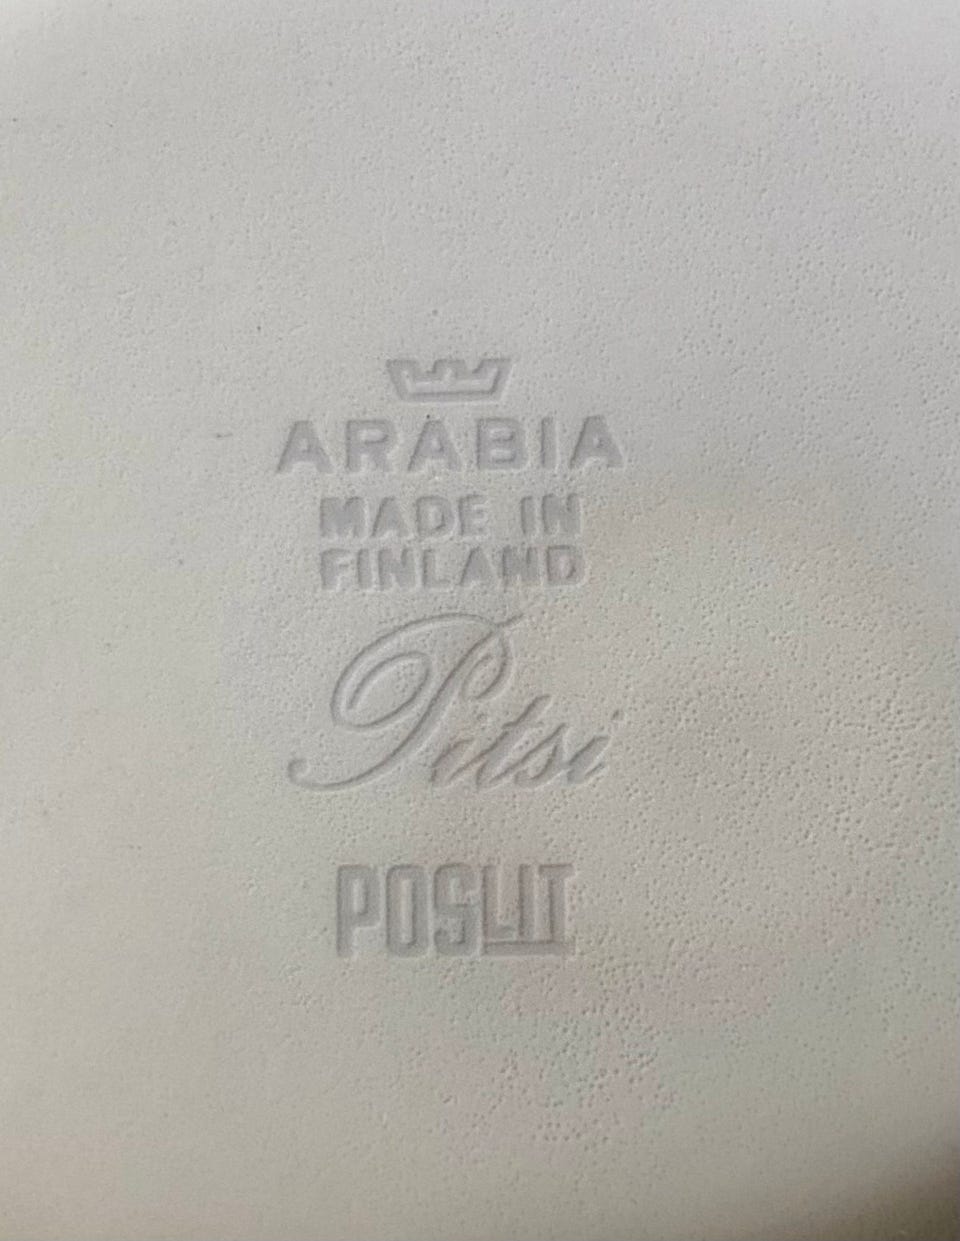 ARABIA
MADE IN
FINLAND
Pitsi
POSLIT